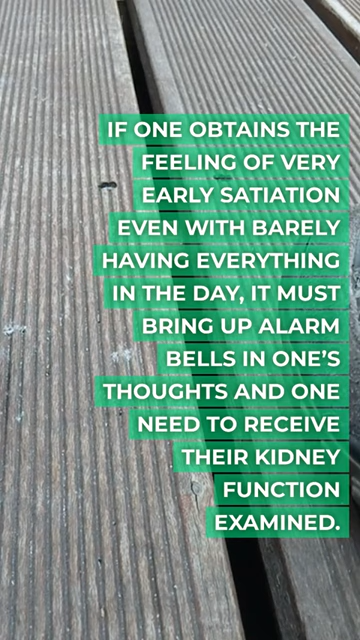 IF ONE OBTAINS THE
FEELING OF VERY
EARLY SATIATION
EVEN WITH BARELY
HAVING EVERYTHING
IN THE DAY, IT MUST
BRING UP ALARM
BELLS IN ONE'S
THOUGHTS AND ONE
NEED TO RECEIVE
THEIR KIDNEY
FUNCTION
EXAMINED.